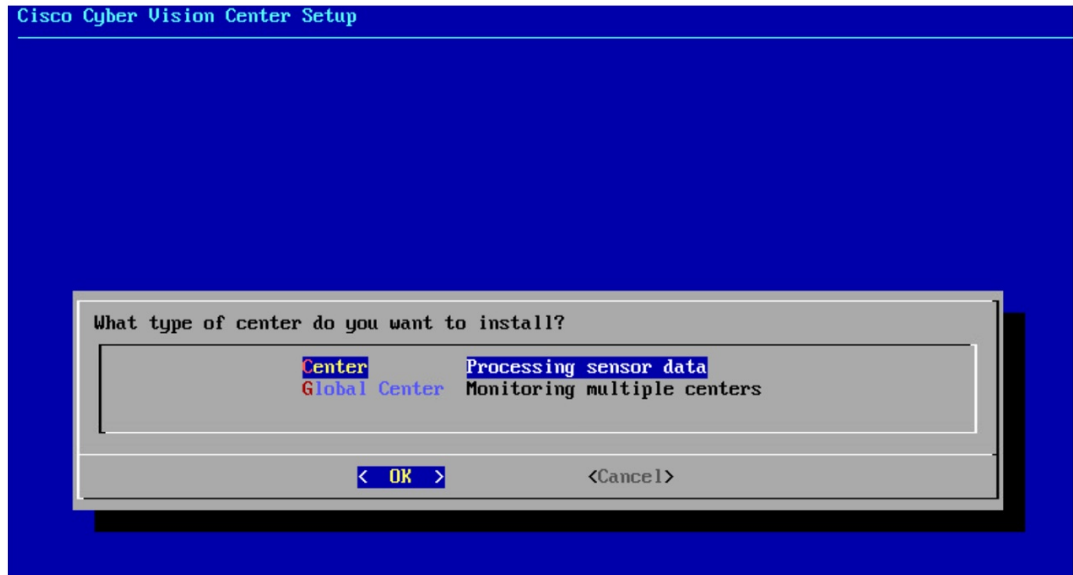 Cisco Cyber Vision Center Setup
What type of center do you want to install?
Center Processing sensor data
Global Center Monitoring multiple centers
< OK > <Cancel>